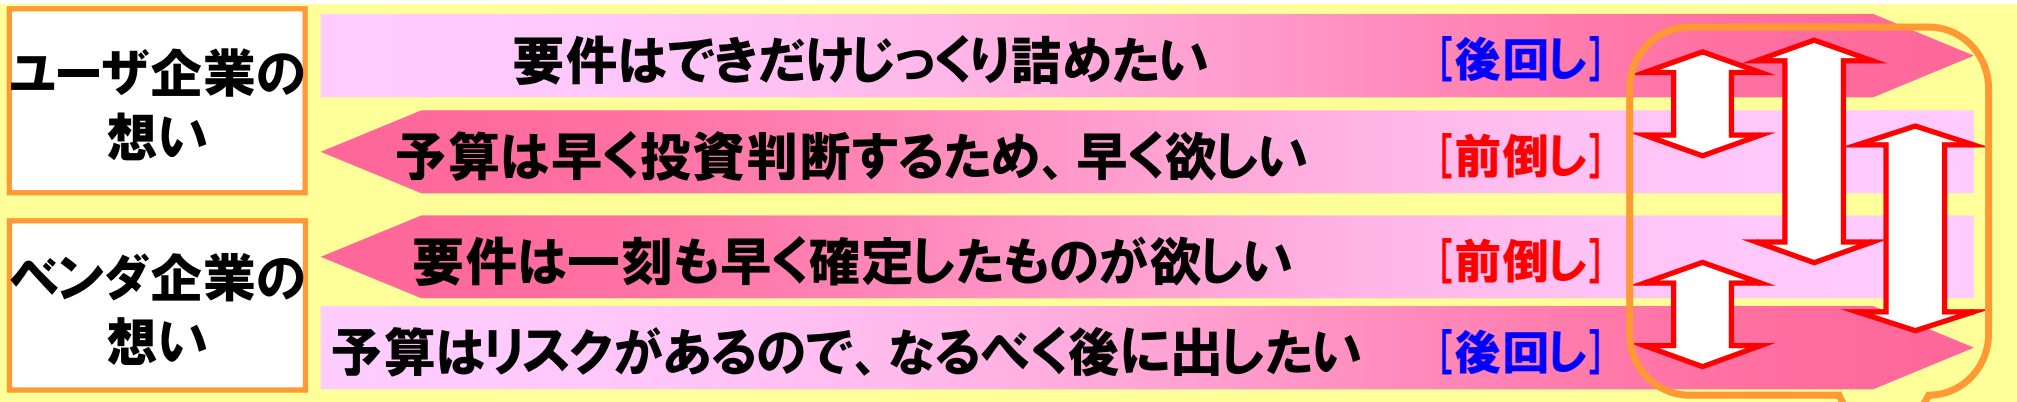 ユーザ企業の
想い
要件はできだけじっくり詰めたい [後回し]
予算は早く投資判断するため、早く欲しい [前倒し]
ベンダ企業の
想い
要件は一刻も早く確定したものが欲しい [前倒し]
予算はリスクがあるので、なるべく後に出したい [後回し]